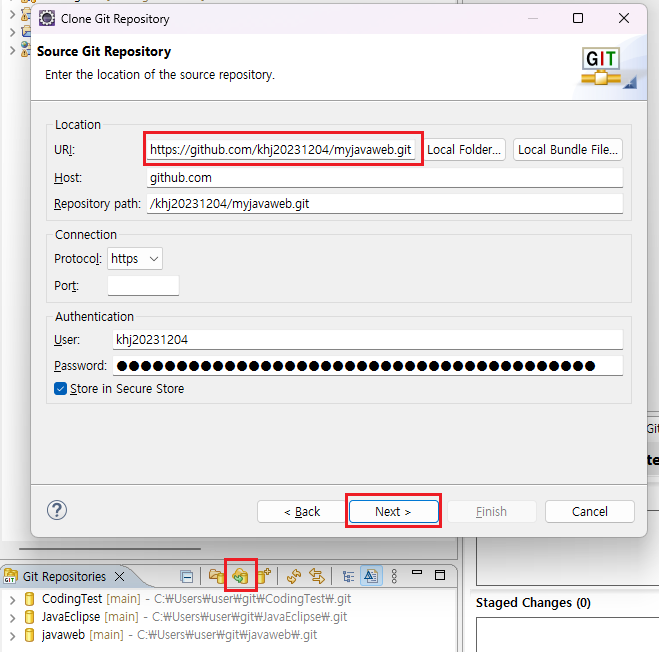 Clone Git Repository
Source Git Repository
Enter the location of the source repository.
GIT
Location
URI: https://github.com/khj20231204/myjavaweb.git Local Folder... Local Bundle File...
Host: github.com
Repository path: /khj20231204/myjavaweb.git
Connection
Protocol: https
Port:
Authentication
User: khj20231204
Password: ●●●●●●●●●●●●●●●●●●●●●●●●●●●●●●●●●●●●●●●●
Store in Secure Store
Git
te
? < Back Next > Finish Cancel
GIT Git Repositories
CodingTest [main] - C:₩Users₩user₩git₩CodingTest₩.git
JavaEclipse [main] - C:₩Users₩user₩git₩JavaEclipse₩.git
javaweb [main] - C:₩Users₩user₩git₩javaweb₩.git
Staged Changes (0)